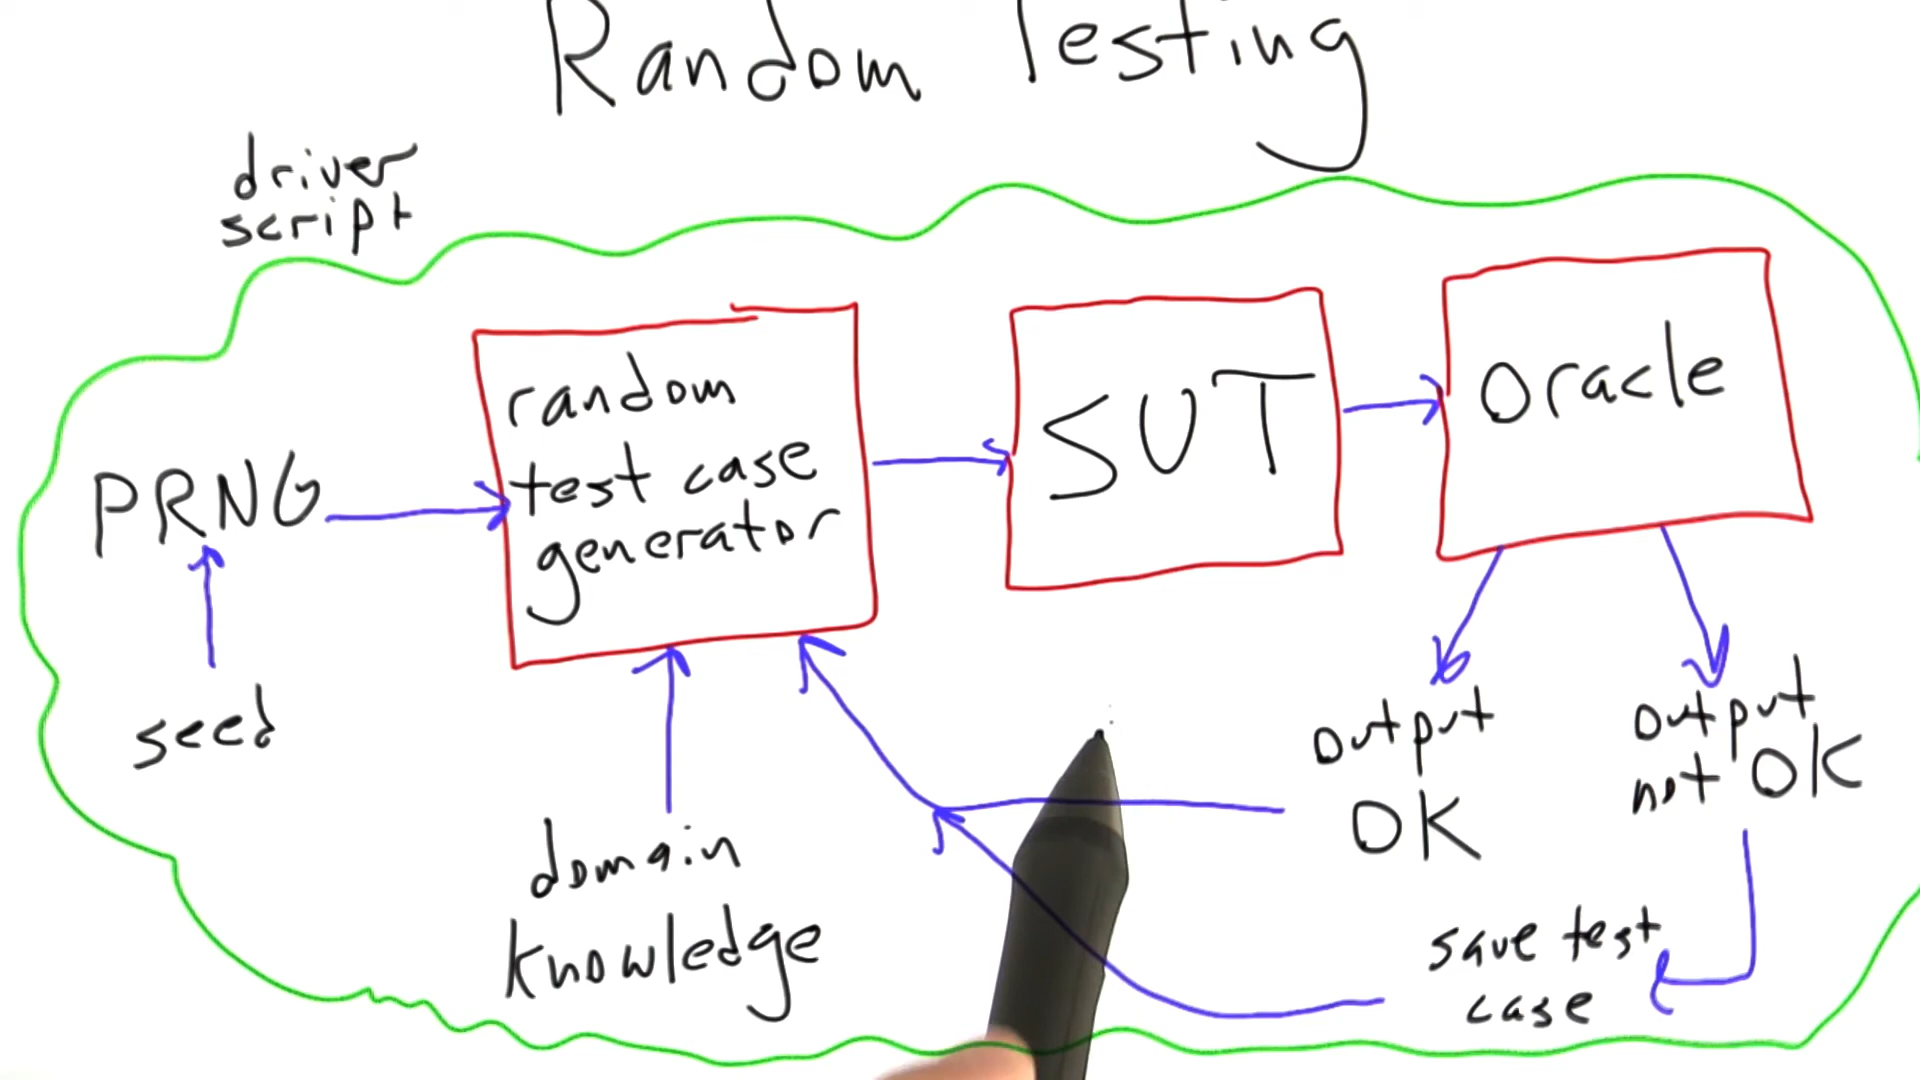 Random Testing
driver
script
random
test case
generator
SUT
oracle
PRNG
seed
domain
knowledge
output
OK
output
not OK
save test
case